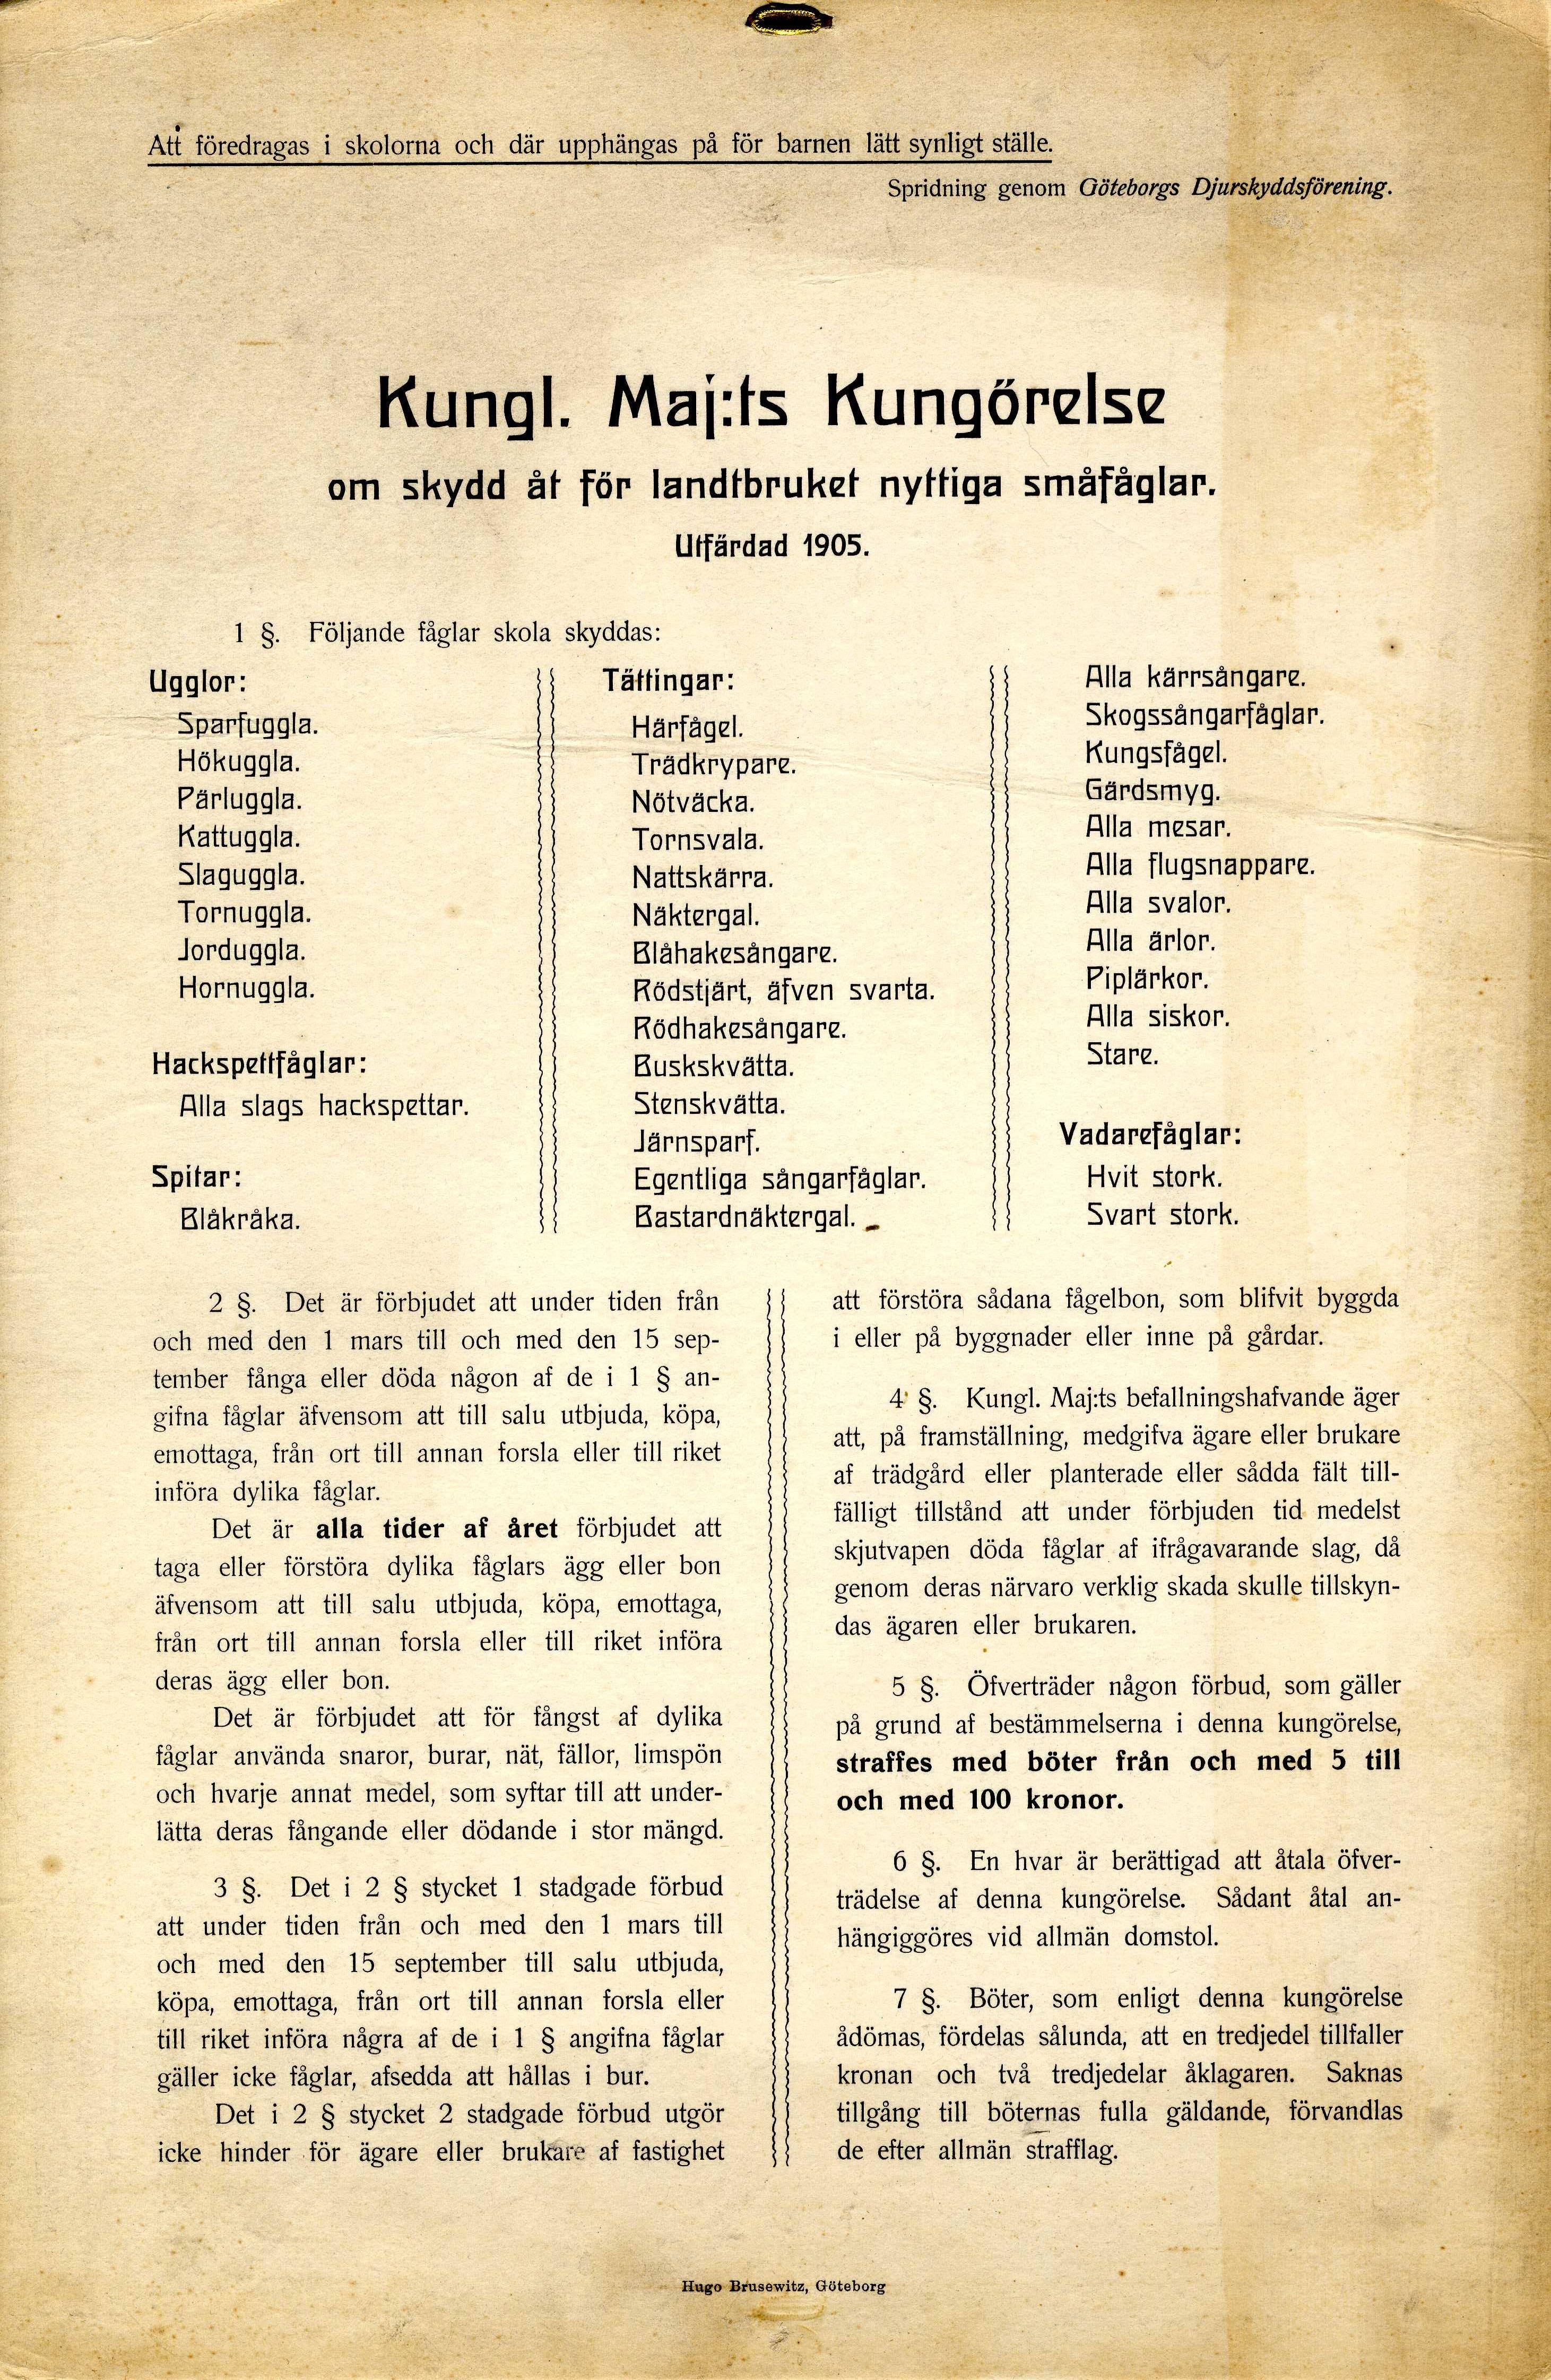 Att föredragas i skolorna och där upphängas på för barnen lätt synligt ställe.
Spridning genom Göteborgs Djurskyddsförening.
Kungl. Maj:ts Kungörelse
om skydd åt för landtbruket nyttiga småfåglar.
Utfärdad 1905.
1 §. Följande fåglar skola skyddas:
Ugglor:
Sparfuggla.
Hökuggla.
Pärluggla.
Kattuggla.
Slaguggla.
Tornuggla.
Jorduggla.
Hornuggla.
Hackspettfåglar:
Alla slags hackspettar.
Spitar:
Blåkråka.
Tättingar:
Härfågel.
Trädkrypare.
Nötväcka.
Tornsvala.
Nattskärra.
Näktergal.
Blåhakesångare.
Rödstjärt, äfven svarta.
Rödhakesångare.
Buskskvätta.
Stenskvätta.
Järnsparf.
Egentliga sångarfåglar.
Bastardnäktergal.
Alla kärrsångare.
Skogssångarfåglar.
Kungsfågel.
Gärdsmyg.
Alla mesar.
Alla flugsnappare.
Alla svalor.
Alla ärlor.
Piplärkor.
Alla siskor.
Stare.
Vadarefåglar:
Hvit stork.
Svart stork.
2 §. Det är förbjudet att under tiden från
och med den 1 mars till och med den 15 sep-
tember fånga eller döda någon af de i 1 § an-
gifna fåglar äfvensom att till salu utbjuda, köpa,
emottaga, från ort till annan forsla eller till riket
införa dylika fåglar.
Det är alla tider af året förbjudet att
taga eller förstöra dylika fåglars ägg eller bon
äfvensom att till salu utbjuda, köpa, emottaga,
från ort till annan forsla eller till riket införa
deras ägg eller bon.
Det är förbjudet att för fångst af dylika
fåglar använda snaror, burar, nät, fällor, limspön
och hvarje annat medel, som syftar till att under-
lätta deras fångande eller dödande i stor mängd.
3 §. Det i 2 § stycket 1 stadgade förbud
att under tiden från och med den 1 mars till
och med den 15 september till salu utbjuda,
köpa, emottaga, från ort till annan forsla eller
till riket införa några af de i 1 § angifna fåglar
gäller icke fåglar, afsedda att hållas i bur.
Det i 2 § stycket 2 stadgade förbud utgör
icke hinder för ägare eller brukare af fastighet
att förstöra sådana fågelbon, som blifvit byggda
i eller på byggnader eller inne på gårdar.
4 §. Kungl. Maj:ts befallningshafvande äger
att, på framställning, medgifva ägare eller brukare
af trädgård eller planterade eller sådda fält till-
fälligt tillstånd att under förbjuden tid medelst
skjutvapen döda fåglar af ifrågavarande slag, då
genom deras närvaro verklig skada skulle tillskyn-
das ägaren eller brukaren.
5 §. Öfverträder någon förbud, som gäller
på grund af bestämmelserna i denna kungörelse,
straffes med böter från och med 5 till
och med 100 kronor.
6 §. En hvar är berättigad att åtala öfver-
trädelse af denna kungörelse. Sådant åtal an-
hängiggöres vid allmän domstol.
7 §. Böter, som enligt denna kungörelse
ådömas, fördelas sålunda, att en tredjedel tillfaller
kronan och två tredjedelar åklagaren. Saknas
tillgång till böternas fulla gäldande, förvandlas
de efter allmän strafflag.
Hugo Brusewitz, Göteborg